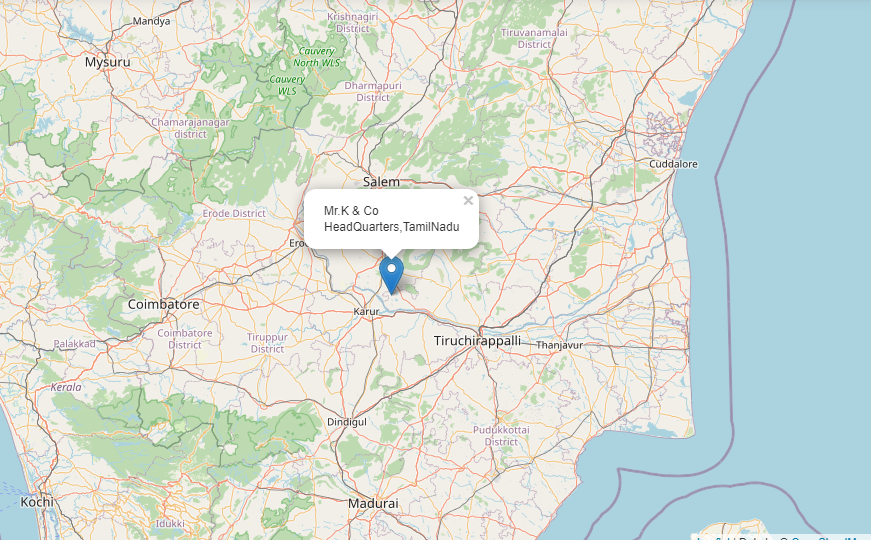 Mandya
Krishnagiri
District
Mysuru
Cauvery
North WLS
Cauvery
WLS
Tiruvanamalai
District
Dharmapuri
District
Chamarajanagar
district
Cuddalore
Salem
×
Mr.K & Co
HeadQuarters,TamilNadu
Erode District
Coimbatore
Karur
Coimbatore
District
Tiruppur
District
Tiruchirappalli
Thanjavur
Palakkad
Kerala
Dindigul
Pudukkottai
District
Kochi
Madurai
Idukki